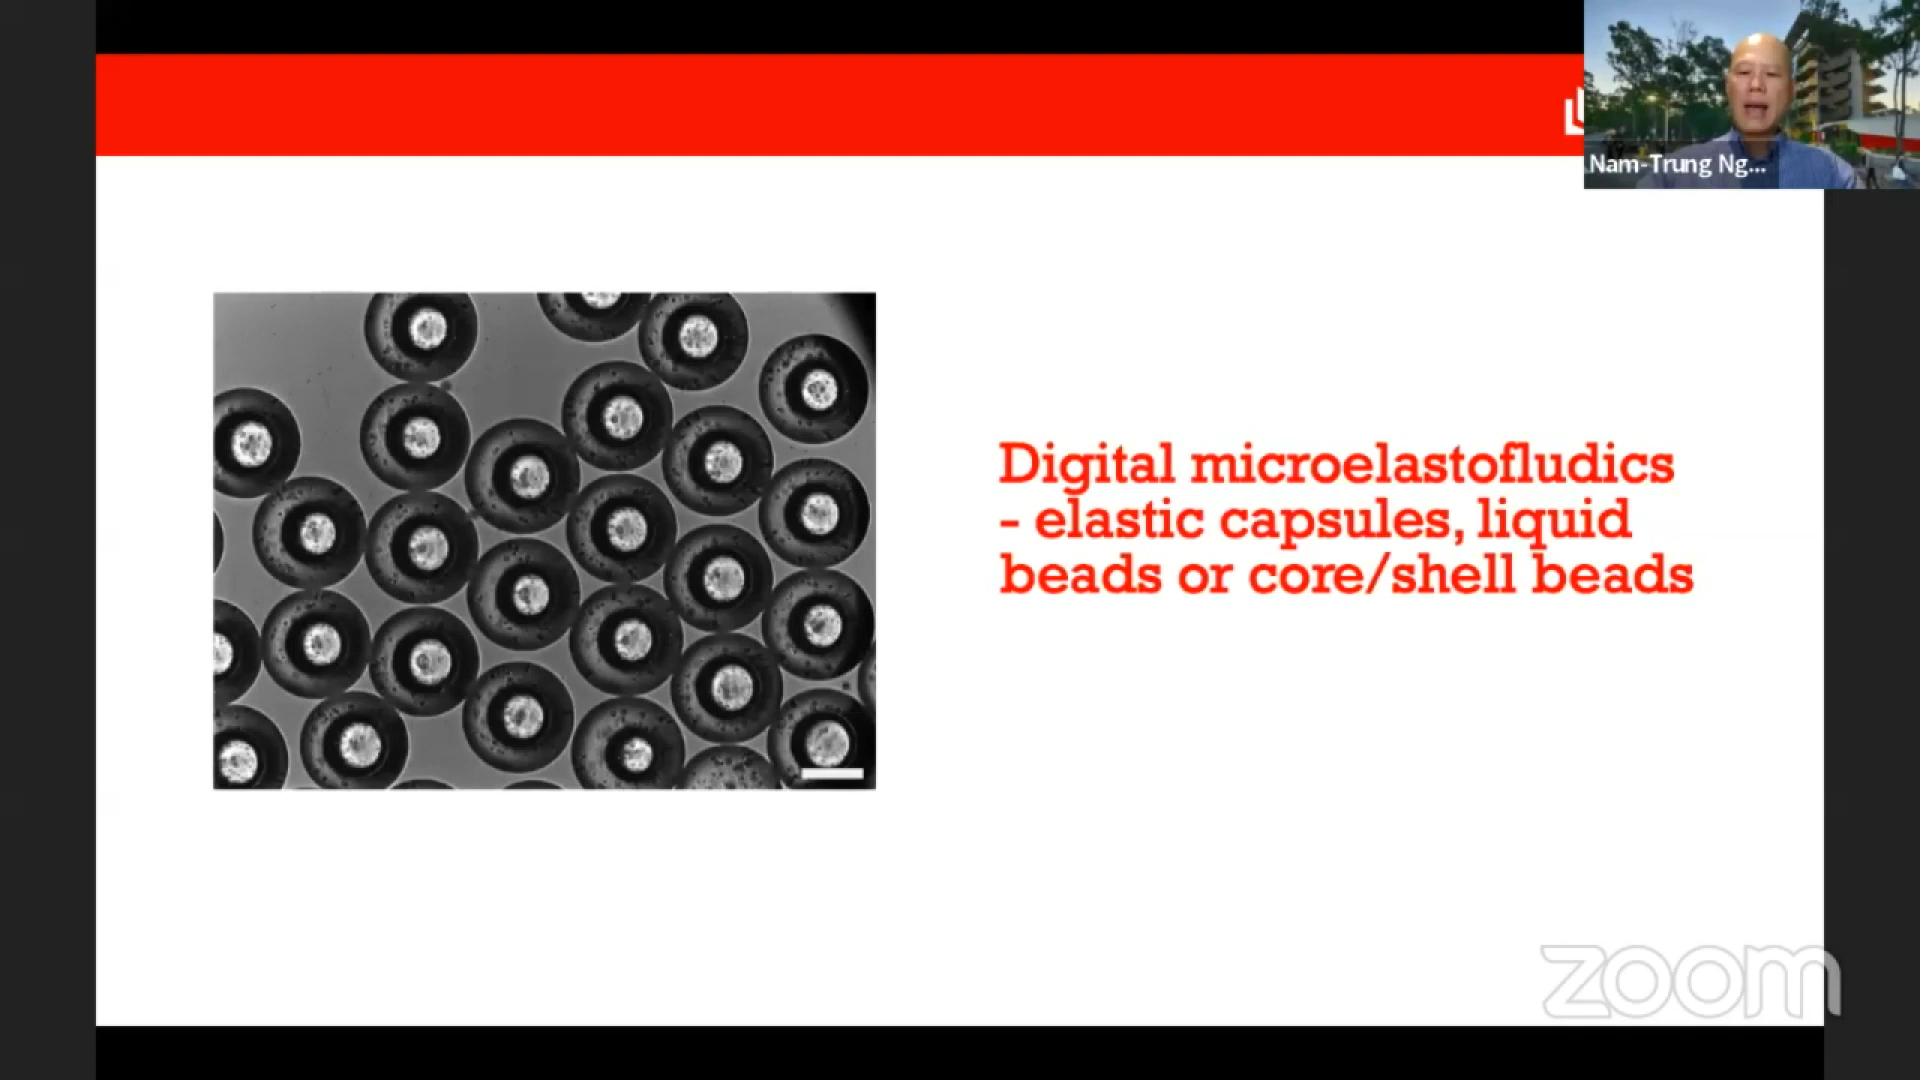 Nam-Trung Ng...
Digital microelastofludics
- elastic capsules, liquid
beads or core/shell beads
zoom